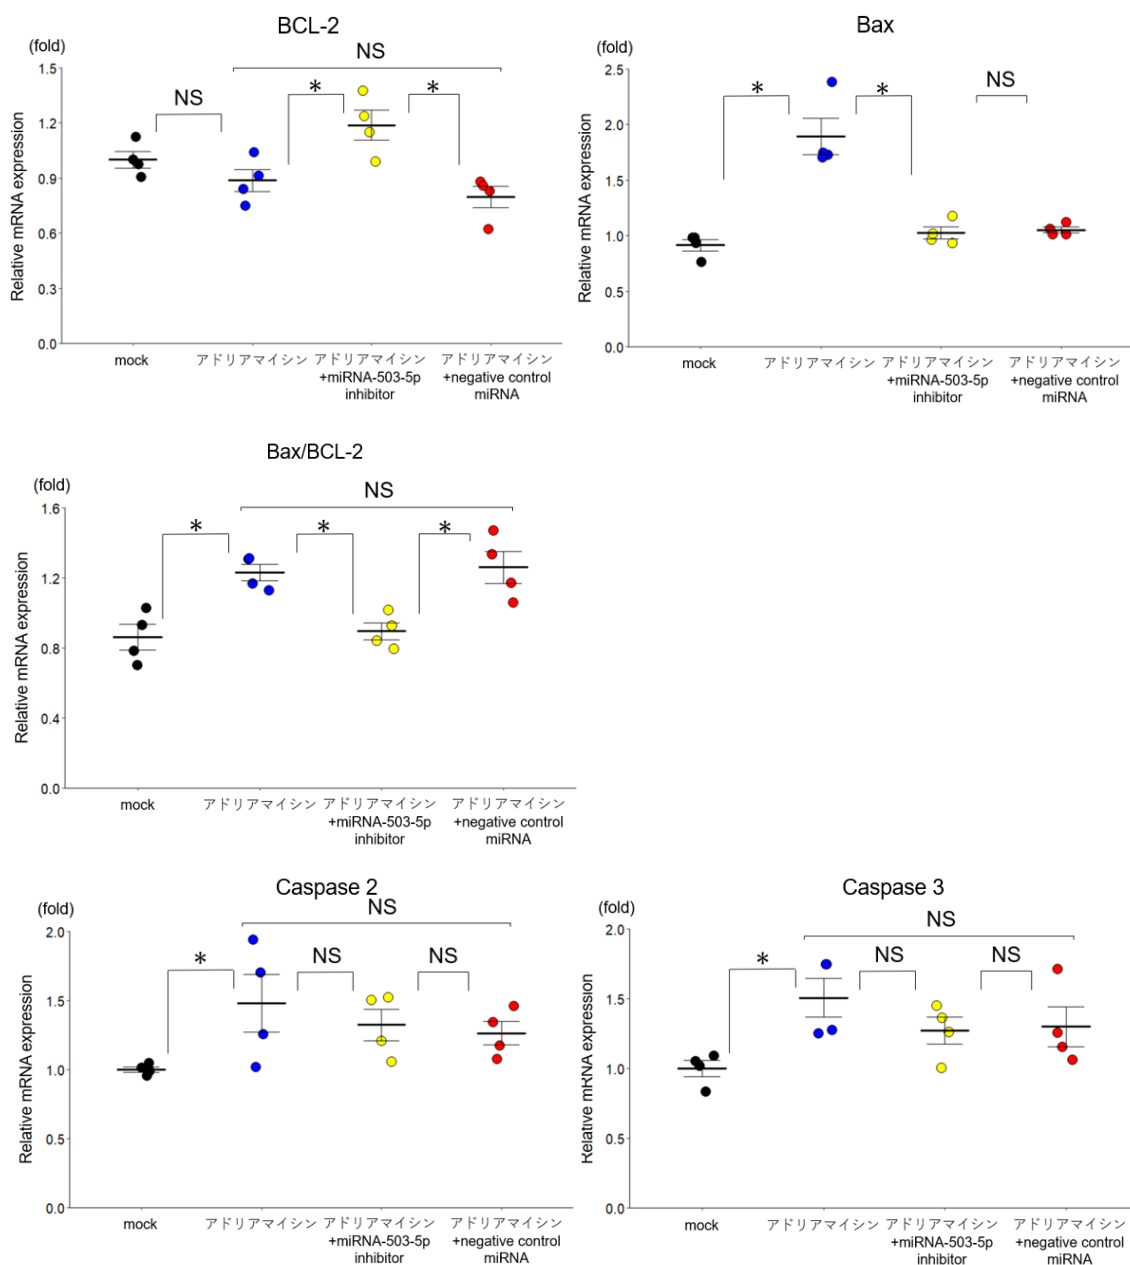 BCL-2
(fold)
NS
1.5
NS
*
*
1.2
0.9
0.6
0.3
0.0
Relative mRNA expression
mock
アドリアマイシン
アドリアマイシン
+miRNA-503-5p
inhibitor
アドリアマイシン
+negative control
miRNA
Bax
(fold)
2.5
*
*
NS
2.0
1.5
1.0
0.5
0.0
Relative mRNA expression
mock
アドリアマイシン
アドリアマイシン
+miRNA-503-5p
inhibitor
アドリアマイシン
+negative control
miRNA
Bax/BCL-2
(fold)
NS
1.6
*
*
*
1.2
0.8
0.4
0.0
Relative mRNA expression
mock
アドリアマイシン
アドリアマイシン
+miRNA-503-5p
inhibitor
アドリアマイシン
+negative control
miRNA
Caspase 2
(fold)
NS
2.0
*
NS
NS
1.5
1.0
0.5
0.0
Relative mRNA expression
mock
アドリアマイシン
アドリアマイシン
+miRNA-503-5p
inhibitor
アドリアマイシン
+negative control
miRNA
Caspase 3
(fold)
NS
2.0
*
NS
NS
1.5
1.0
0.5
0.0
Relative mRNA expression
mock
アドリアマイシン
アドリアマイシン
+miRNA-503-5p
inhibitor
アドリアマイシン
+negative control
miRNA